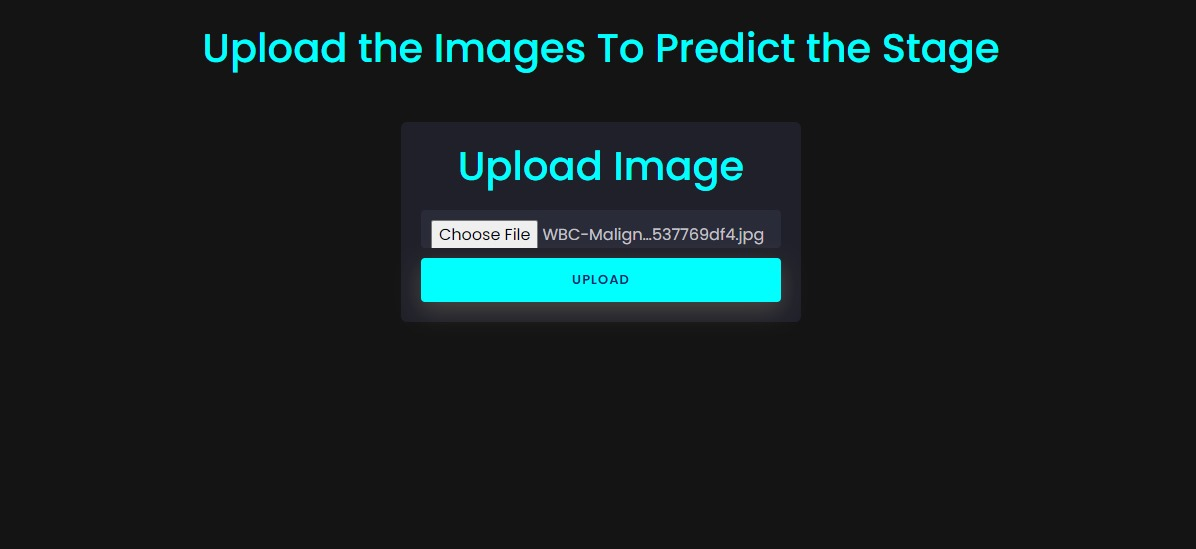 Upload the Images To Predict the Stage
Upload Image
Choose File WBC-Malign...537769df4.jpg
UPLOAD